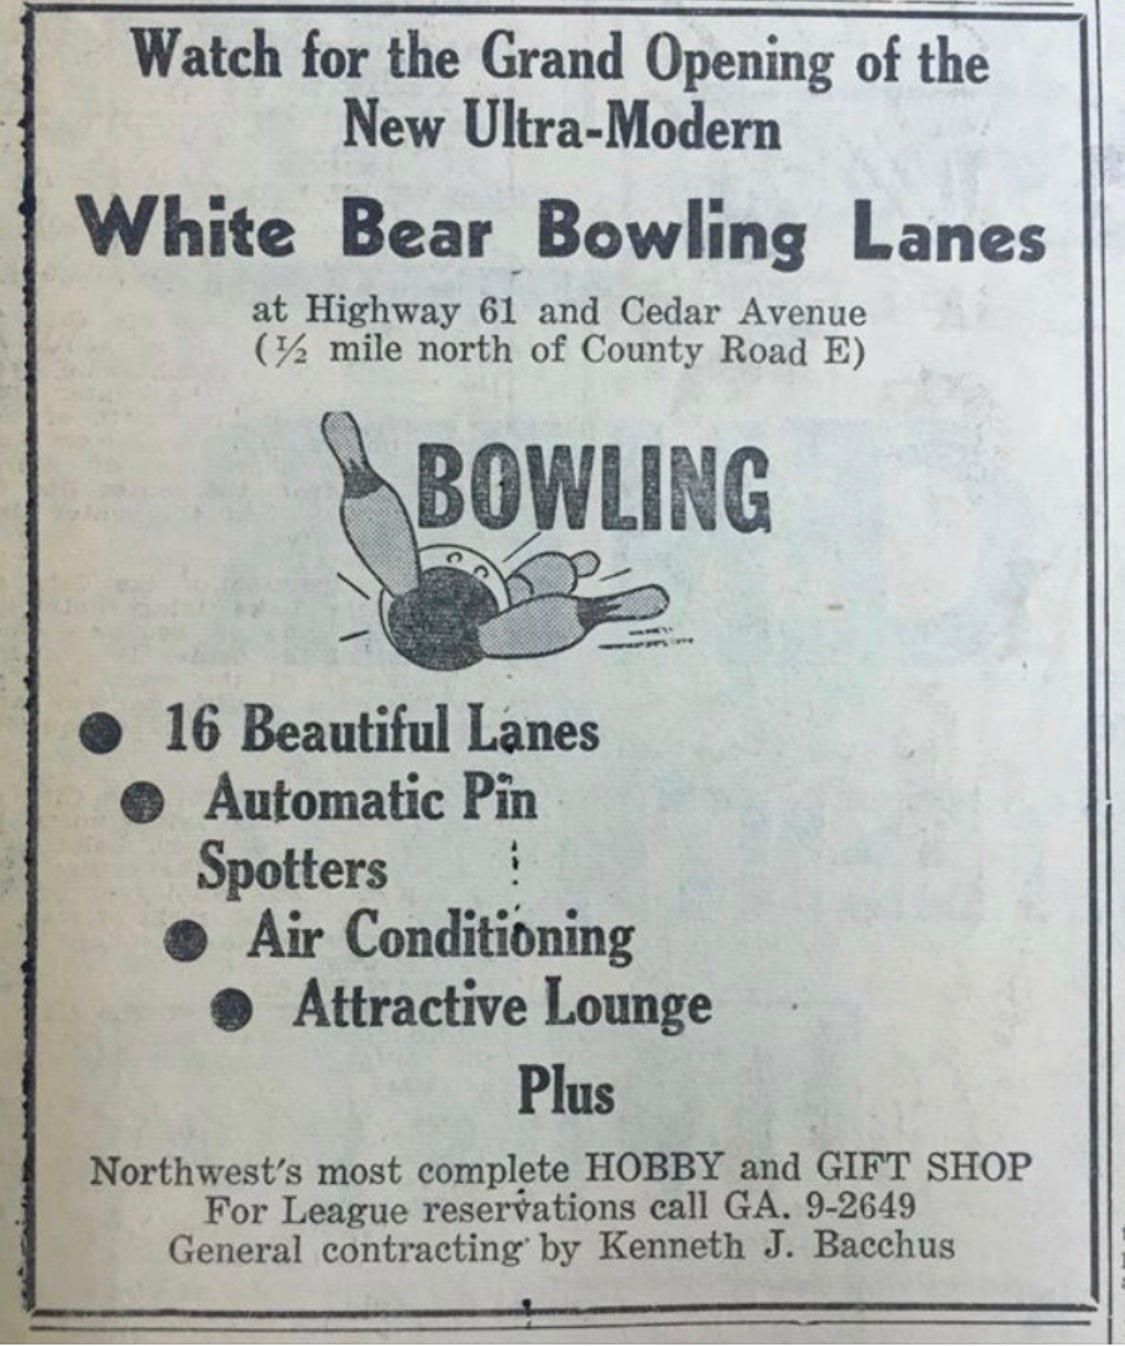 Watch for the Grand Opening of the
New Ultra-Modern
White Bear Bowling Lanes
at Highway 61 and Cedar Avenue
(½ mile north of County Road E)
BOWLING
● 16 Beautiful Lanes
● Automatic Pin
Spotters
● Air Conditioning
● Attractive Lounge
Plus
Northwest's most complete HOBBY and GIFT SHOP
For League reservations call GA. 9-2649
General contracting by Kenneth J. Bacchus